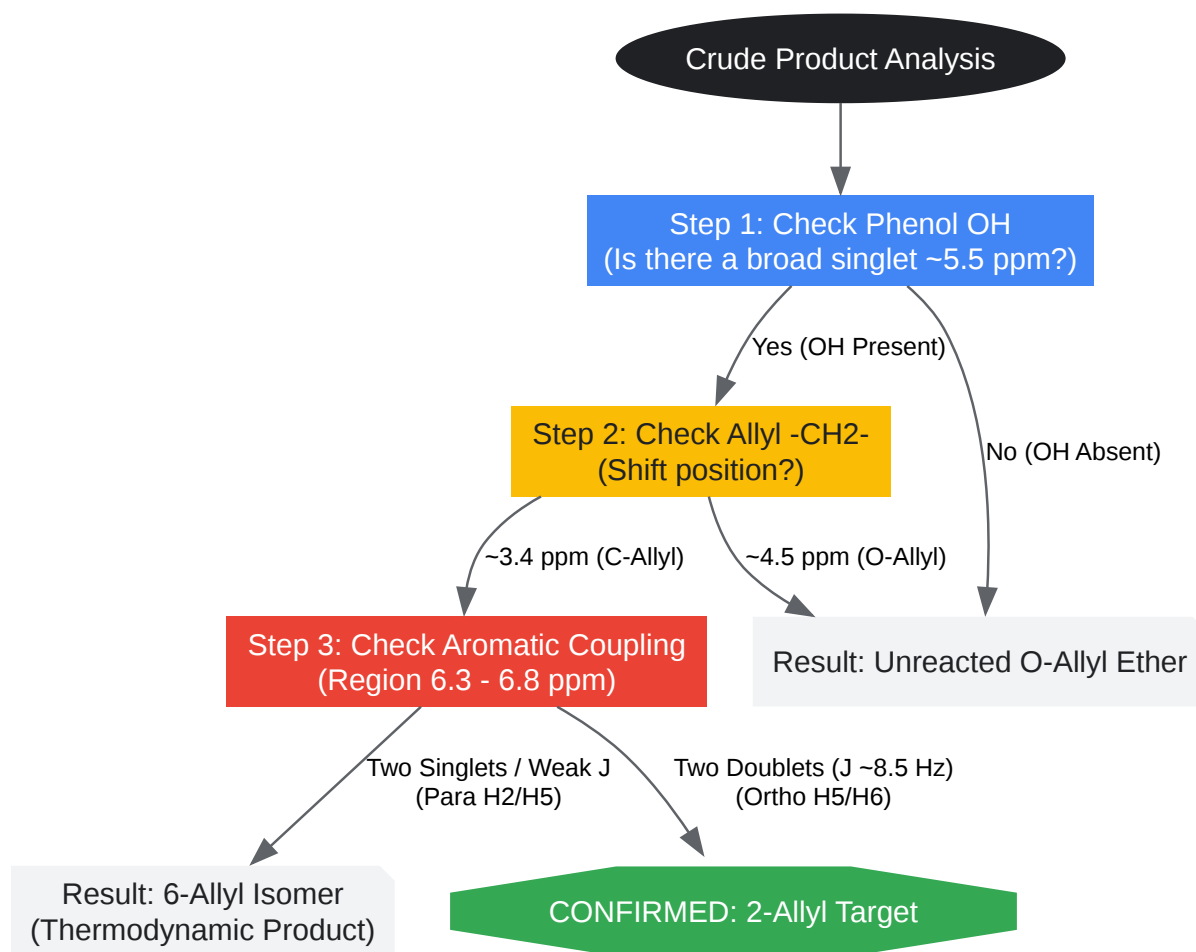 Crude Product Analysis
Step 1: Check Phenol OH
(Is there a broad singlet ~5.5 ppm?)
Yes (OH Present)
No (OH Absent)
Step 2: Check Allyl -CH2-
(Shift position?)
~3.4 ppm (C-Allyl)
~4.5 ppm (O-Allyl)
Step 3: Check Aromatic Coupling
(Region 6.3 - 6.8 ppm)
Result: Unreacted O-Allyl Ether
Two Singlets / Weak J
(Para H2/H5)
Two Doublets (J ~8.5 Hz)
(Ortho H5/H6)
Result: 6-Allyl Isomer
(Thermodynamic Product)
CONFIRMED: 2-Allyl Target